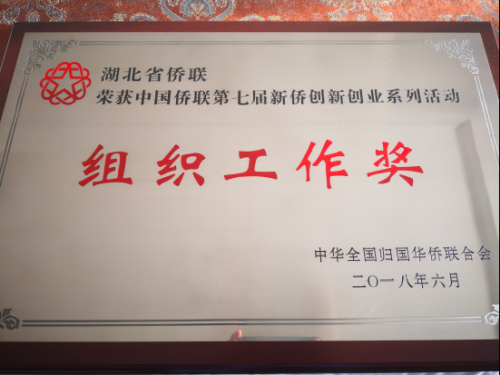 湖北省侨联
荣获中国侨联第七届新侨创新创业系列活动
组织工作奖
中华全国归国华侨联合会
二〇一八年六月